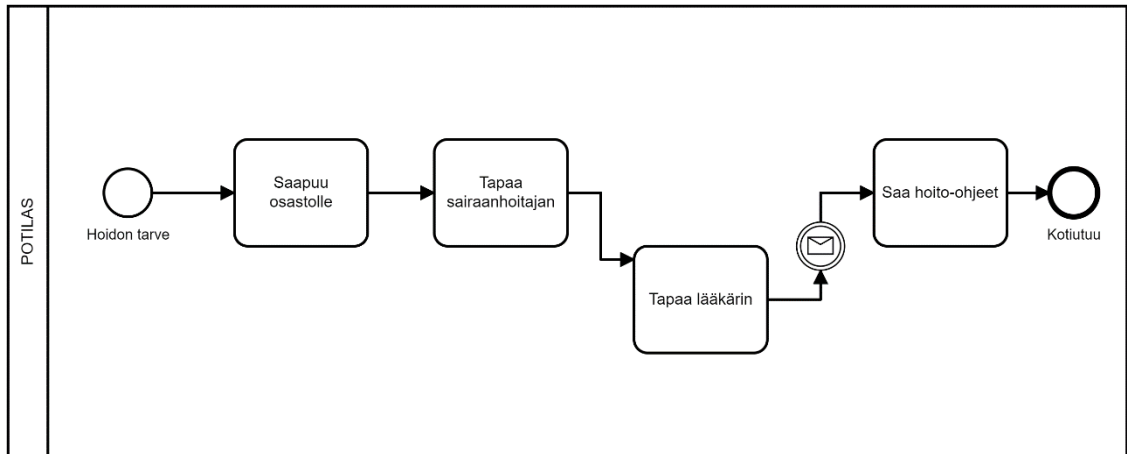 POTILAS
Hoidon tarve
Saapuu
osastolle
Tapaa
sairaanhoitajan
Tapaa lääkärin
Saa hoito-ohjeet
Kotiutuu